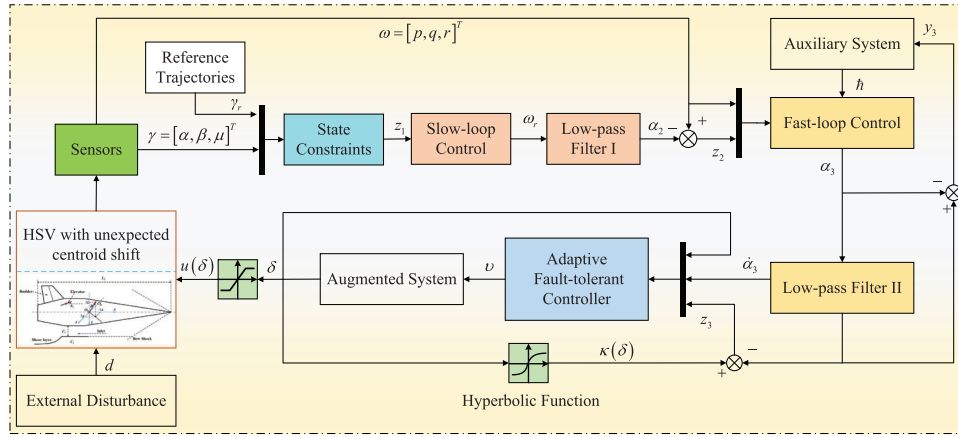 ω = [p, q, r]^T
Reference
Trajectories
γ_r
γ = [α, β, μ]^T
Sensors
State
Constraints
z_1
Slow-loop
Control
ω_r
Low-pass
Filter I
α_2
−
+
z_2
Auxiliary System
y_3
ħ
Fast-loop Control
α_3
−
+
HSV with unexpected
centroid shift
Elevator
u(δ)
δ
Augmented System
υ
Adaptive
Fault-tolerant
Controller
α̇_3
z_3
Low-pass Filter II
κ(δ)
+
−
Hyperbolic Function
d
External Disturbance